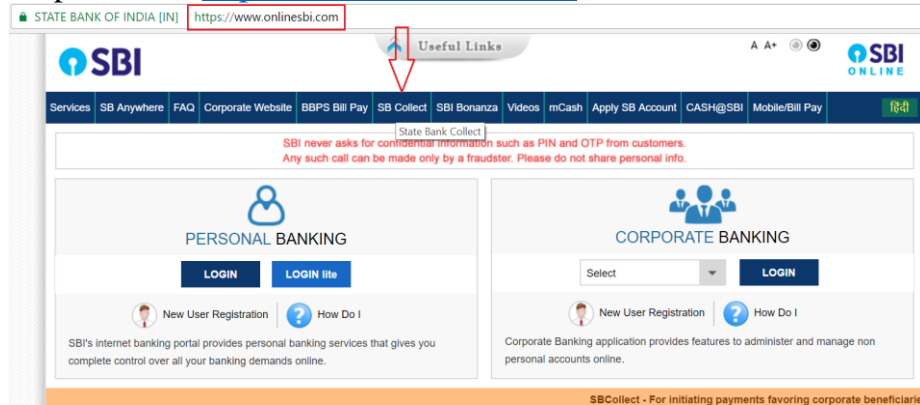 STATE BANK OF INDIA [IN] https://www.onlinesbi.com
Useful Links
A A+
SBI
SBI
ONLINE
Services SB Anywhere FAQ Corporate Website BBPS Bill Pay SB Collect SBI Bonanza Videos mCash Apply SB Account CASH@SBI Mobile/Bill Pay हिंदी
State Bank Collect
SBI never asks for confidential information such as PIN and OTP from customers.
Any such call can be made only by a fraudster. Please do not share personal info.
PERSONAL BANKING
LOGIN LOGIN lite
New User Registration ? How Do I
SBI's internet banking portal provides personal banking services that gives you
complete control over all your banking demands online.
CORPORATE BANKING
Select LOGIN
New User Registration ? How Do I
Corporate Banking application provides features to administer and manage non
personal accounts online.
SBCollect - For initiating payments favoring corporate beneficiarie